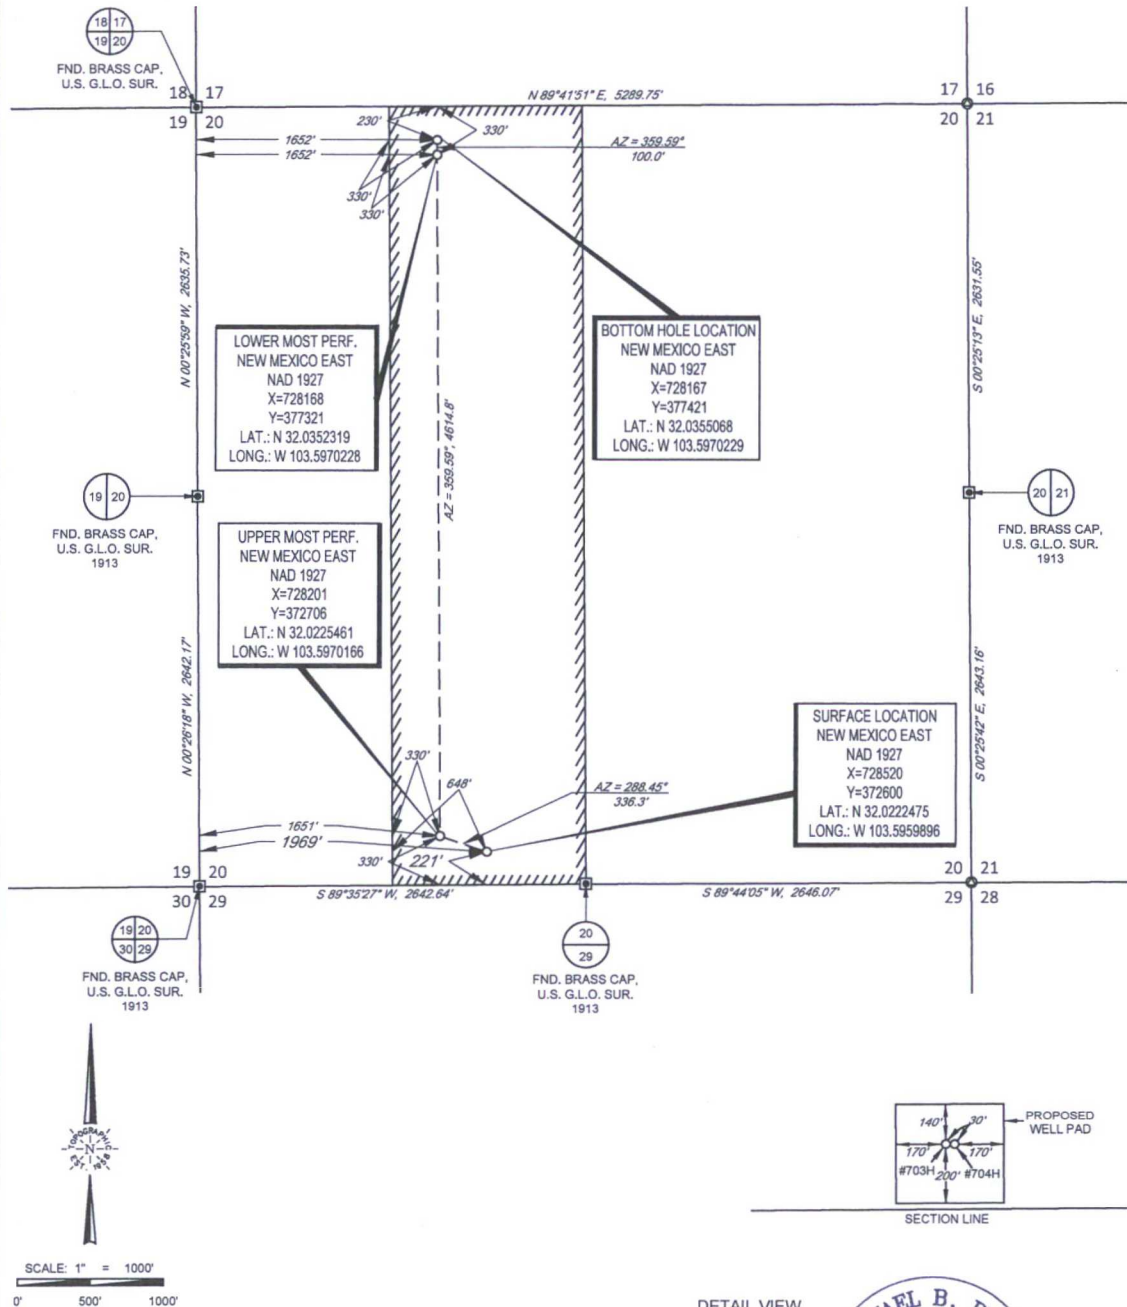 18 17
19 20
FND. BRASS CAP,
U.S. G.L.O. SUR.
18 17
19 20
N 89°41'51" E, 5289.75'
17 16
20 21
230'
330'
1652'
1652'
AZ = 359.59°
100.0'
330'
330'
N 00°25'59" W, 2635.73'
S 00°25'13" E, 2631.55'
LOWER MOST PERF.
NEW MEXICO EAST
NAD 1927
X=728168
Y=377321
LAT.: N 32.0352319
LONG.: W 103.5970228
BOTTOM HOLE LOCATION
NEW MEXICO EAST
NAD 1927
X=728167
Y=377421
LAT.: N 32.0355068
LONG.: W 103.5970229
AZ = 359.59°, 4614.8'
19 20
FND. BRASS CAP,
U.S. G.L.O. SUR.
1913
20 21
FND. BRASS CAP,
U.S. G.L.O. SUR.
1913
UPPER MOST PERF.
NEW MEXICO EAST
NAD 1927
X=728201
Y=372706
LAT.: N 32.0225461
LONG.: W 103.5970166
N 00°26'18" W, 2642.17'
S 00°25'42" E, 2643.16'
SURFACE LOCATION
NEW MEXICO EAST
NAD 1927
X=728520
Y=372600
LAT.: N 32.0222475
LONG.: W 103.5959896
330'
648'
AZ = 288.45°
336.3'
1651'
1969'
330'
221'
19 20
30 29
S 89°35'27" W, 2642.64'
S 89°44'05" W, 2646.07'
20 21
29 28
19 20
30 29
FND. BRASS CAP,
U.S. G.L.O. SUR.
1913
20
29
FND. BRASS CAP,
U.S. G.L.O. SUR.
1913
TOPOGRAPHIC
N
EST. 1958
SCALE: 1" = 1000'
0' 500' 1000'
140'
30'
PROPOSED
WELL PAD
170'
170'
#703H
200'
#704H
SECTION LINE
DETAIL VIEW
B.